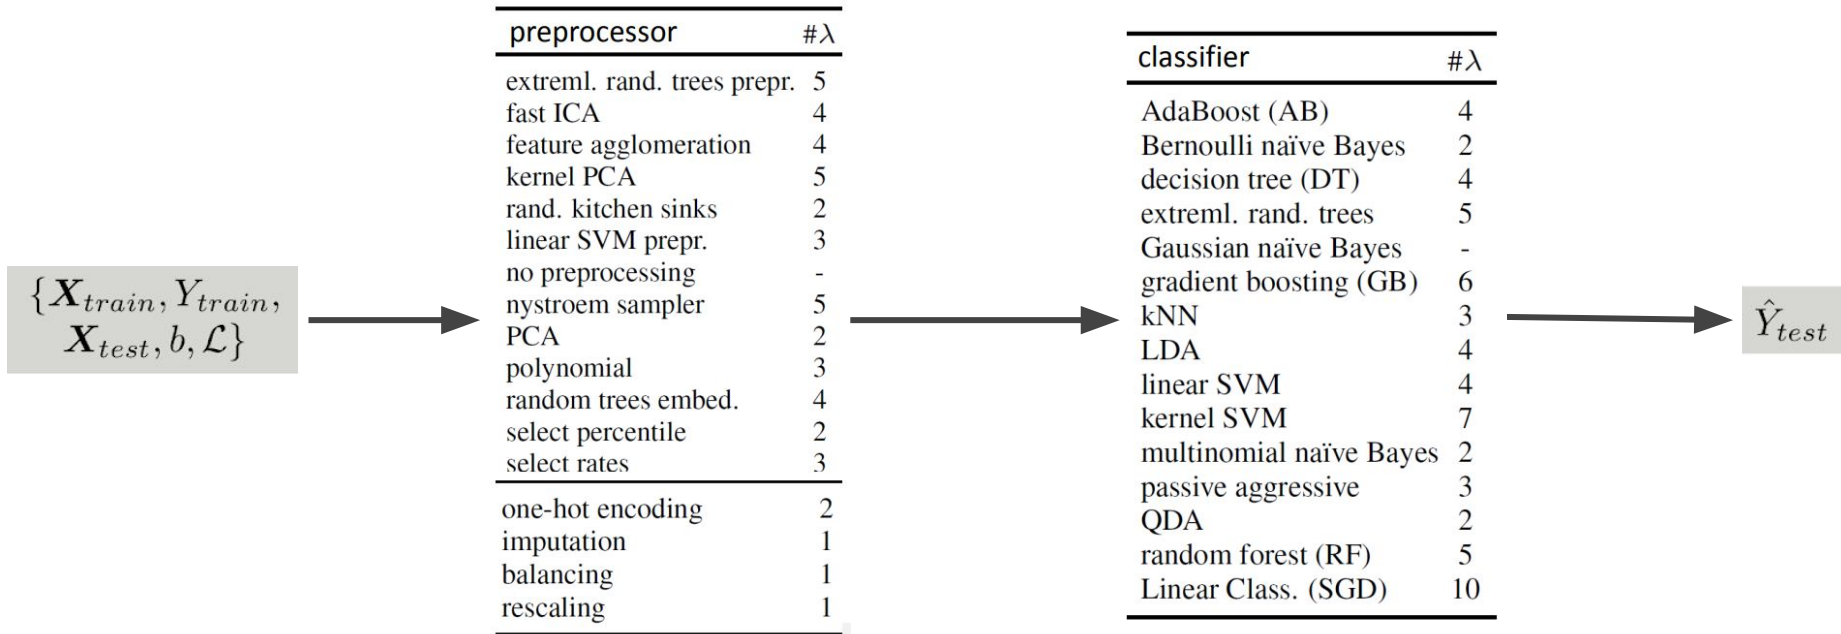 {X_train, Y_train,
X_test, b, ℒ}
preprocessor #λ
extreml. rand. trees prepr. 5
fast ICA 4
feature agglomeration 4
kernel PCA 5
rand. kitchen sinks 2
linear SVM prepr. 3
no preprocessing -
nystroem sampler 5
PCA 2
polynomial 3
random trees embed. 4
select percentile 2
select rates 3
one-hot encoding 2
imputation 1
balancing 1
rescaling 1
classifier #λ
AdaBoost (AB) 4
Bernoulli naïve Bayes 2
decision tree (DT) 4
extreml. rand. trees 5
Gaussian naïve Bayes -
gradient boosting (GB) 6
kNN 3
LDA 4
linear SVM 4
kernel SVM 7
multinomial naïve Bayes 2
passive aggressive 3
QDA 2
random forest (RF) 5
Linear Class. (SGD) 10
Ŷ_test